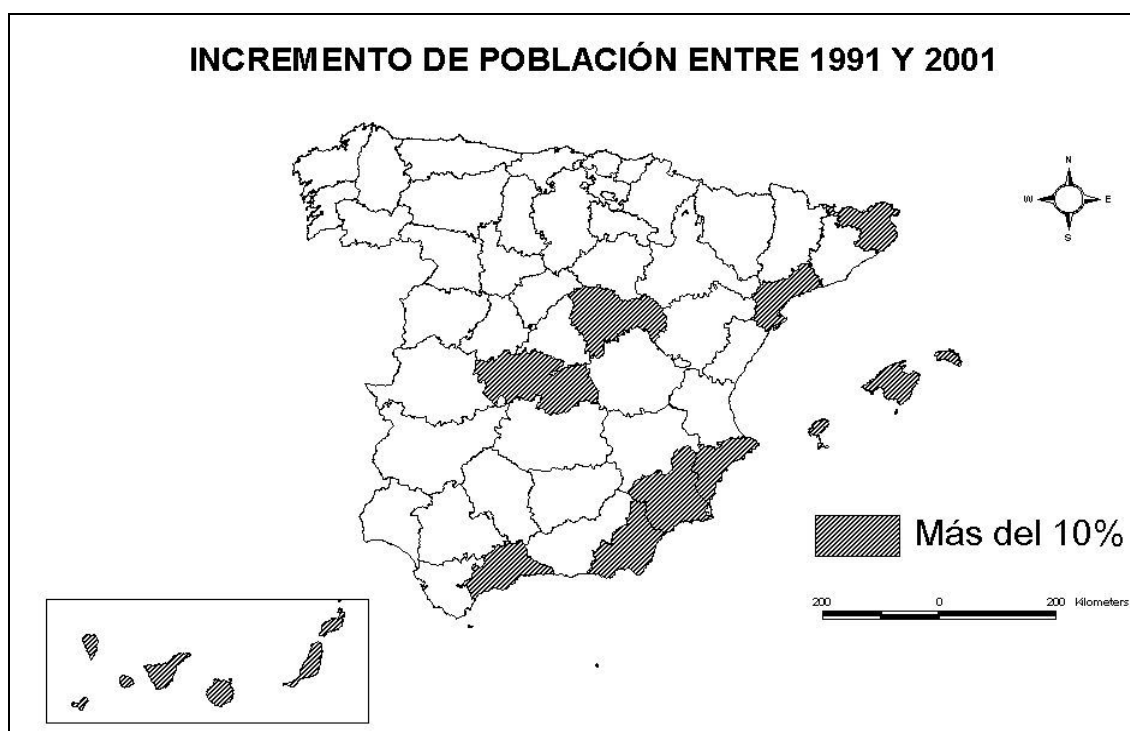 INCREMENTO DE POBLACIÓN ENTRE 1991 Y 2001
N
W E
S
Más del 10%
200 0 200 Kilometers